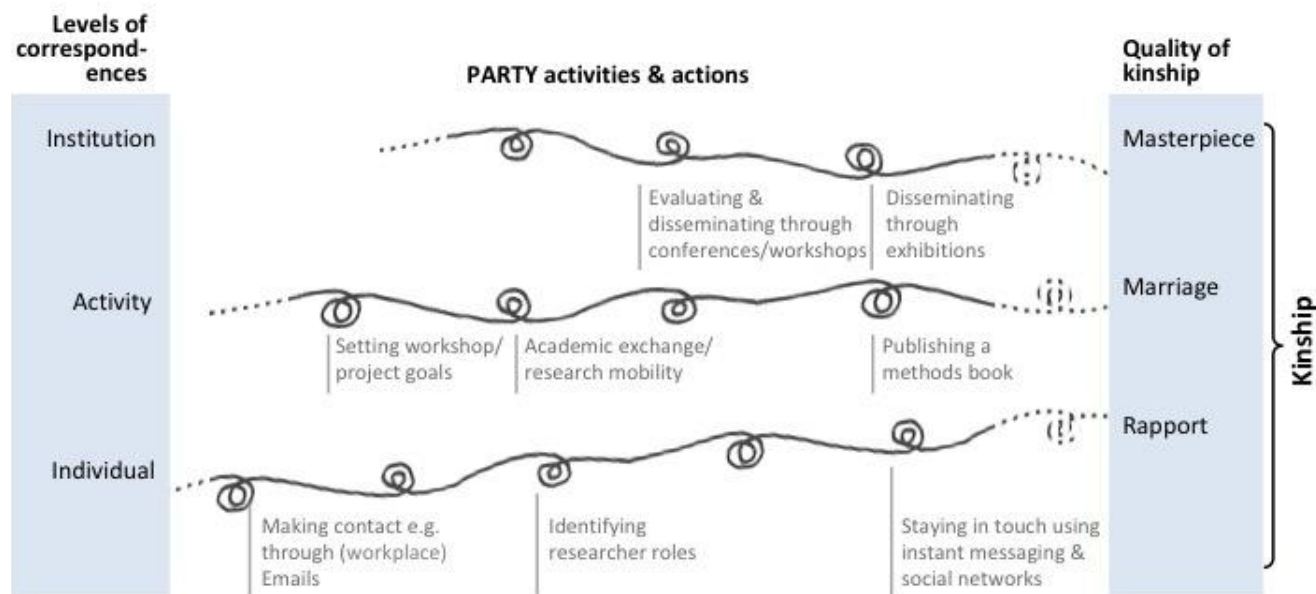 Levels of
correspond-
ences
PARTY activities & actions
Quality of
kinship
Institution
Masterpiece
Evaluating &
disseminating through
conferences/workshops
Disseminating
through
exhibitions
Activity
Marriage
Setting workshop/
project goals
Academic exchange/
research mobility
Publishing a
methods book
Kinship
Individual
Rapport
Making contact e.g.
through (workplace)
Emails
Identifying
researcher roles
Staying in touch using
instant messaging &
social networks